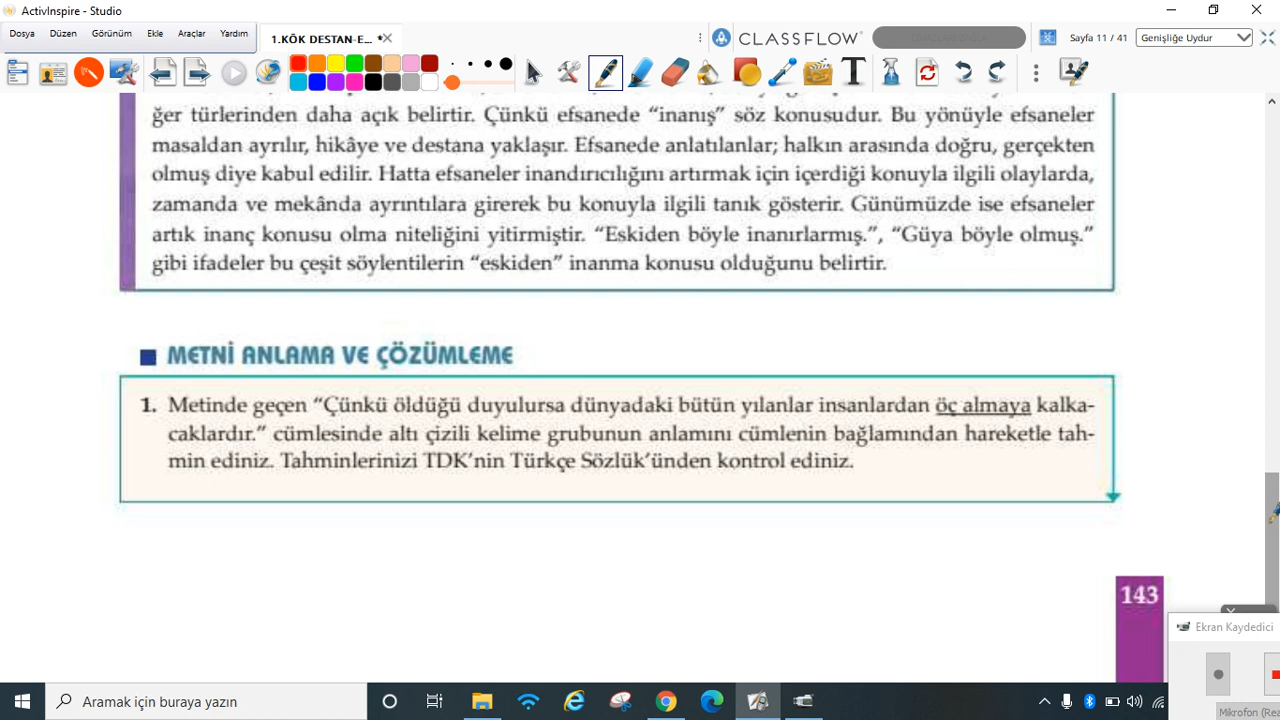 ActivInspire - Studio
Dosya Düzen Görünüm Ekle Araçlar Yardım
1.KÖK DESTAN-E... *
CLASSFLOW
Sayfa 11 / 41
Genişliğe Uydur
ğer türlerinden daha açık belirtir. Çünkü efsanede “inanış” söz konusudur. Bu yönüyle efsaneler
masaldan ayrılır, hikâye ve destana yaklaşır. Efsanede anlatılanlar; halkın arasında doğru, gerçekten
olmuş diye kabul edilir. Hatta efsaneler inandırıcılığını artırmak için içerdiği konuyla ilgili olaylarda,
zamanda ve mekânda ayrıntılara girerek bu konuyla ilgili tanık gösterir. Günümüzde ise efsaneler
artık inanç konusu olma niteliğini yitirmiştir. “Eskiden böyle inanırlarmış.”, “Güya böyle olmuş.”
gibi ifadeler bu çeşit söylentilerin “eskiden” inanma konusu olduğunu belirtir.
METNİ ANLAMA VE ÇÖZÜMLEME
1. Metinde geçen “Çünkü öldüğü duyulursa dünyadaki bütün yılanlar insanlardan öç almaya kalka-
caklardır.” cümlesinde altı çizili kelime grubunun anlamını cümlenin bağlamından hareketle tah-
min ediniz. Tahminlerinizi TDK’nin Türkçe Sözlük’ünden kontrol ediniz.
143
Ekran Kaydedici
Mikrofon (Rea
Aramak için buraya yazın